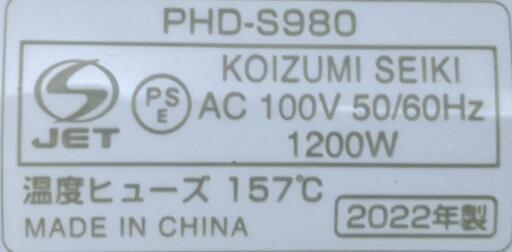 PHD-S980
KOIZUMI SEIKI
JET
PSE
AC 100V 50/60Hz
1200W
温度ヒューズ 157℃
MADE IN CHINA
2022年製